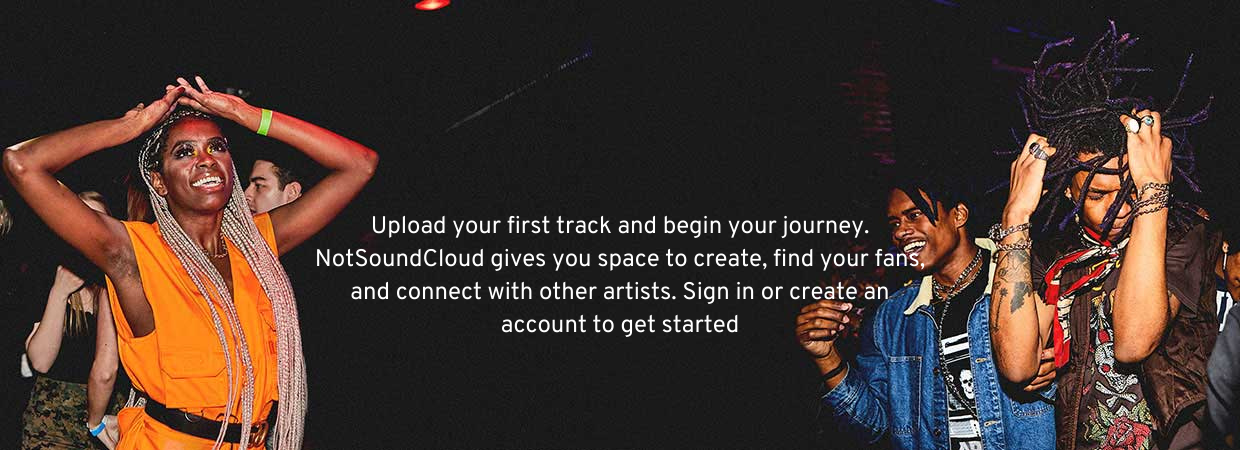 Upload your first track and begin your journey.
NotSoundCloud gives you space to create, find your fans,
and connect with other artists. Sign in or create an
account to get started